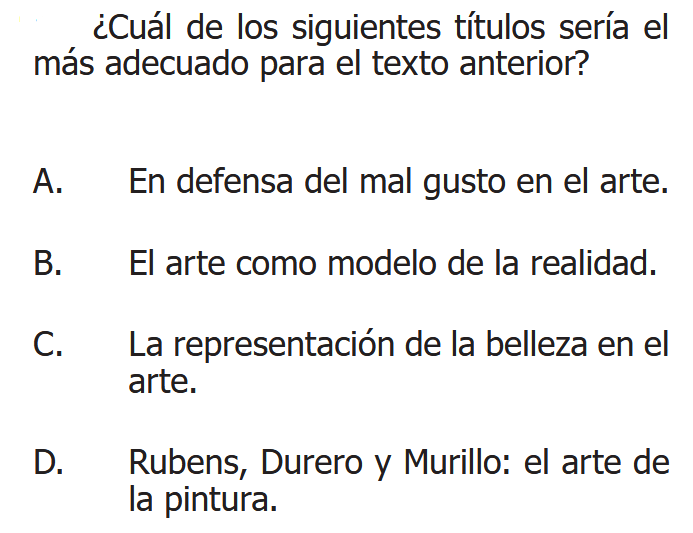 ¿Cuál de los siguientes títulos sería el
más adecuado para el texto anterior?
A. En defensa del mal gusto en el arte.
B. El arte como modelo de la realidad.
C. La representación de la belleza en el
arte.
D. Rubens, Durero y Murillo: el arte de
la pintura.